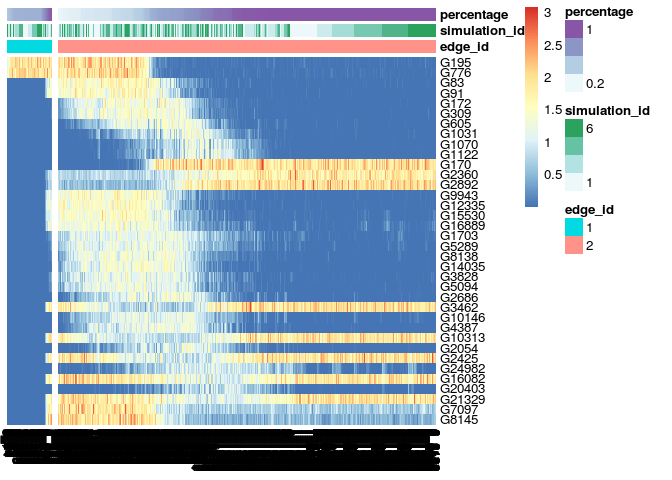 percentage
simulation_id
edge_id
G195
G776
G83
G91
G172
G309
G605
G1031
G1070
G1122
G170
G2360
G2892
G9943
G12335
G15530
G16889
G1703
G5289
G8138
G14035
G3828
G5094
G2686
G3462
G10146
G4387
G10313
G2054
G2425
G24982
G16082
G20403
G21329
G7097
G8145
3
2.5
2
1.5
1
0.5
percentage
1
0.2
simulation_id
6
1
edge_id
1
2